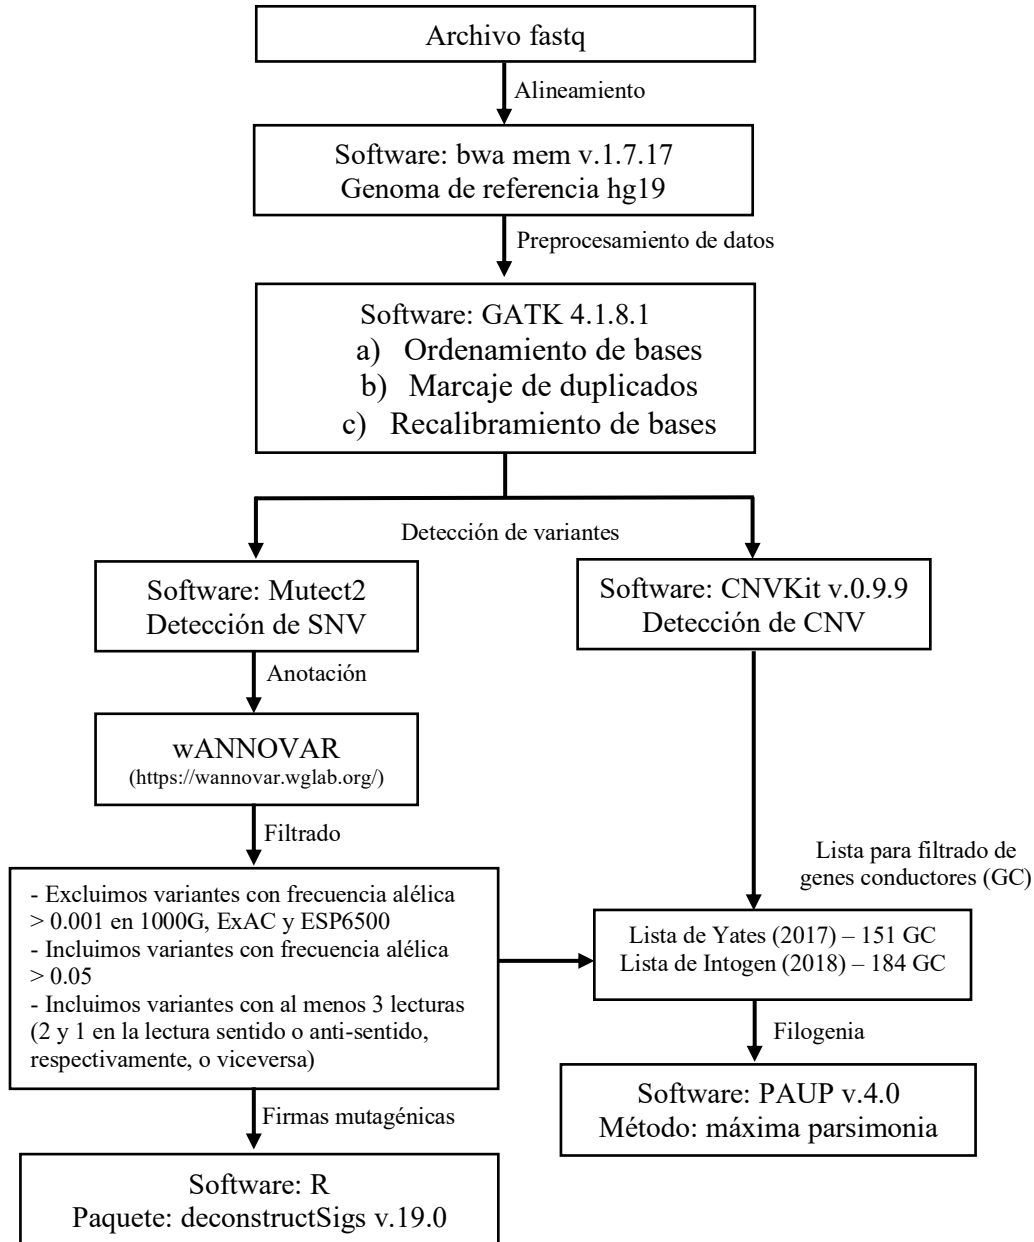 Archivo fastq
Alineamiento
Software: bwa mem v.1.7.17
Genoma de referencia hg19
Preprocesamiento de datos
Software: GATK 4.1.8.1
a) Ordenamiento de bases
b) Marcaje de duplicados
c) Recalibramiento de bases
Detección de variantes
Software: Mutect2
Detección de SNV
Software: CNVKit v.0.9.9
Detección de CNV
Anotación
wANNOVAR
(https://wannovar.wglab.org/)
Filtrado
Lista para filtrado de
genes conductores (GC)
- Excluimos variantes con frecuencia alélica
> 0.001 en 1000G, ExAC y ESP6500
- Incluimos variantes con frecuencia alélica
> 0.05
- Incluimos variantes con al menos 3 lecturas
(2 y 1 en la lectura sentido o anti-sentido,
respectivamente, o viceversa)
Lista de Yates (2017) – 151 GC
Lista de Intogen (2018) – 184 GC
Filogenia
Software: PAUP v.4.0
Método: máxima parsimonia
Firmas mutagénicas
Software: R
Paquete: deconstructSigs v.19.0